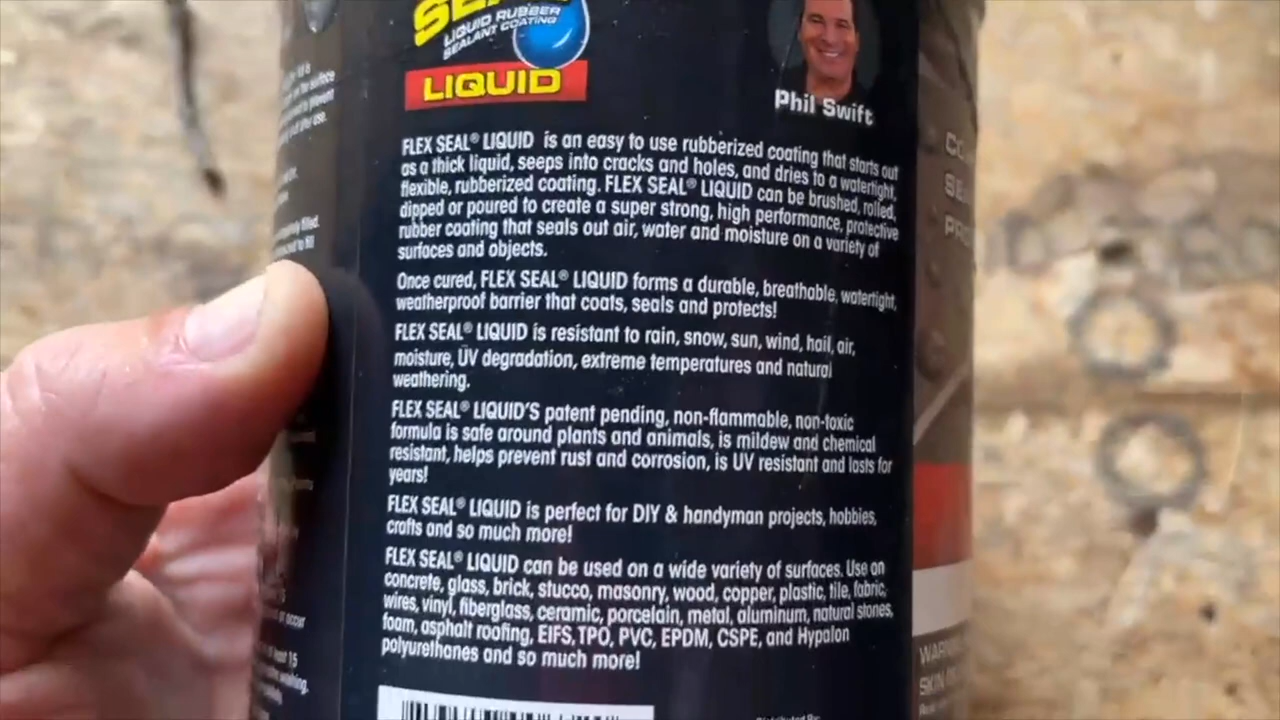 LIQUID RUBBER
SEALANT COATING
LIQUID
Phil Swift
FLEX SEAL® LIQUID is an easy to use rubberized coating that starts out
as a thick liquid, seeps into cracks and holes, and dries to a watertight,
flexible, rubberized coating. FLEX SEAL® LIQUID can be brushed, rolled,
dipped or poured to create a super strong, high performance, protective
rubber coating that seals out air, water and moisture on a variety of
surfaces and objects.
Once cured, FLEX SEAL® LIQUID forms a durable, breathable, watertight,
weatherproof barrier that coats, seals and protects!
FLEX SEAL® LIQUID is resistant to rain, snow, sun, wind, hail, air,
moisture, UV degradation, extreme temperatures and natural
weathering.
FLEX SEAL® LIQUID'S patent pending, non-flammable, non-toxic
formula is safe around plants and animals, is mildew and chemical
resistant, helps prevent rust and corrosion, is UV resistant and lasts for
years!
FLEX SEAL® LIQUID is perfect for DIY & handyman projects, hobbies,
crafts and so much more!
FLEX SEAL® LIQUID can be used on a wide variety of surfaces. Use on
concrete, glass, brick, stucco, masonry, wood, copper, plastic, tile, fabric,
wires, vinyl, fiberglass, ceramic, porcelain, metal, aluminum, natural stones,
foam, asphalt roofing, EIFS, TPO, PVC, EPDM, CSPE, and Hypalon
polyurethanes and so much more!